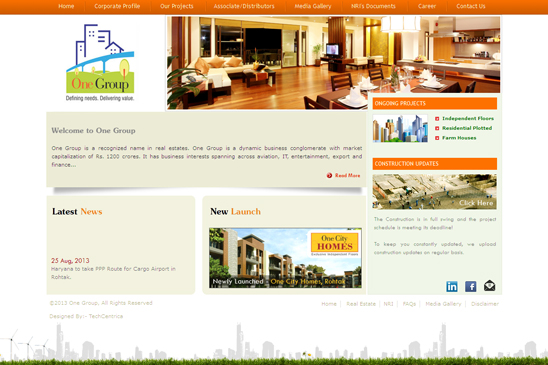 Home Corporate Profile Our Projects Associate/Distributors Media Gallery NRI's Documents Career Contact Us
One Group
Defining needs. Delivering value.
Welcome to One Group
One Group is a recognized name in real estates. One Group is a dynamic business conglomerate with market
capitalization of Rs. 1200 crores. It has business interests spanning across aviation, IT, entertainment, export and
finance...
Read More
ONGOING PROJECTS
Independent Floors
Residential Plotted
Farm Houses
CONSTRUCTION UPDATES
Click Here
The Construction is in full swing and the project
schedule is meeting its deadline!
To keep you constantly updated, we upload
construction updates on regular basis.
Latest News
25 Aug, 2013
Haryana to take PPP Route for Cargo Airport in
Rohtak.
New Launch
One City
HOMES
Exclusive Independent Floors
Newly Launched - One City Homes, Rohtak
©2013 One Group. All Rights Reserved
Home | Real Estate | NRI | FAQs | Media Gallery | Disclaimer
Designed By:- TechCentrica